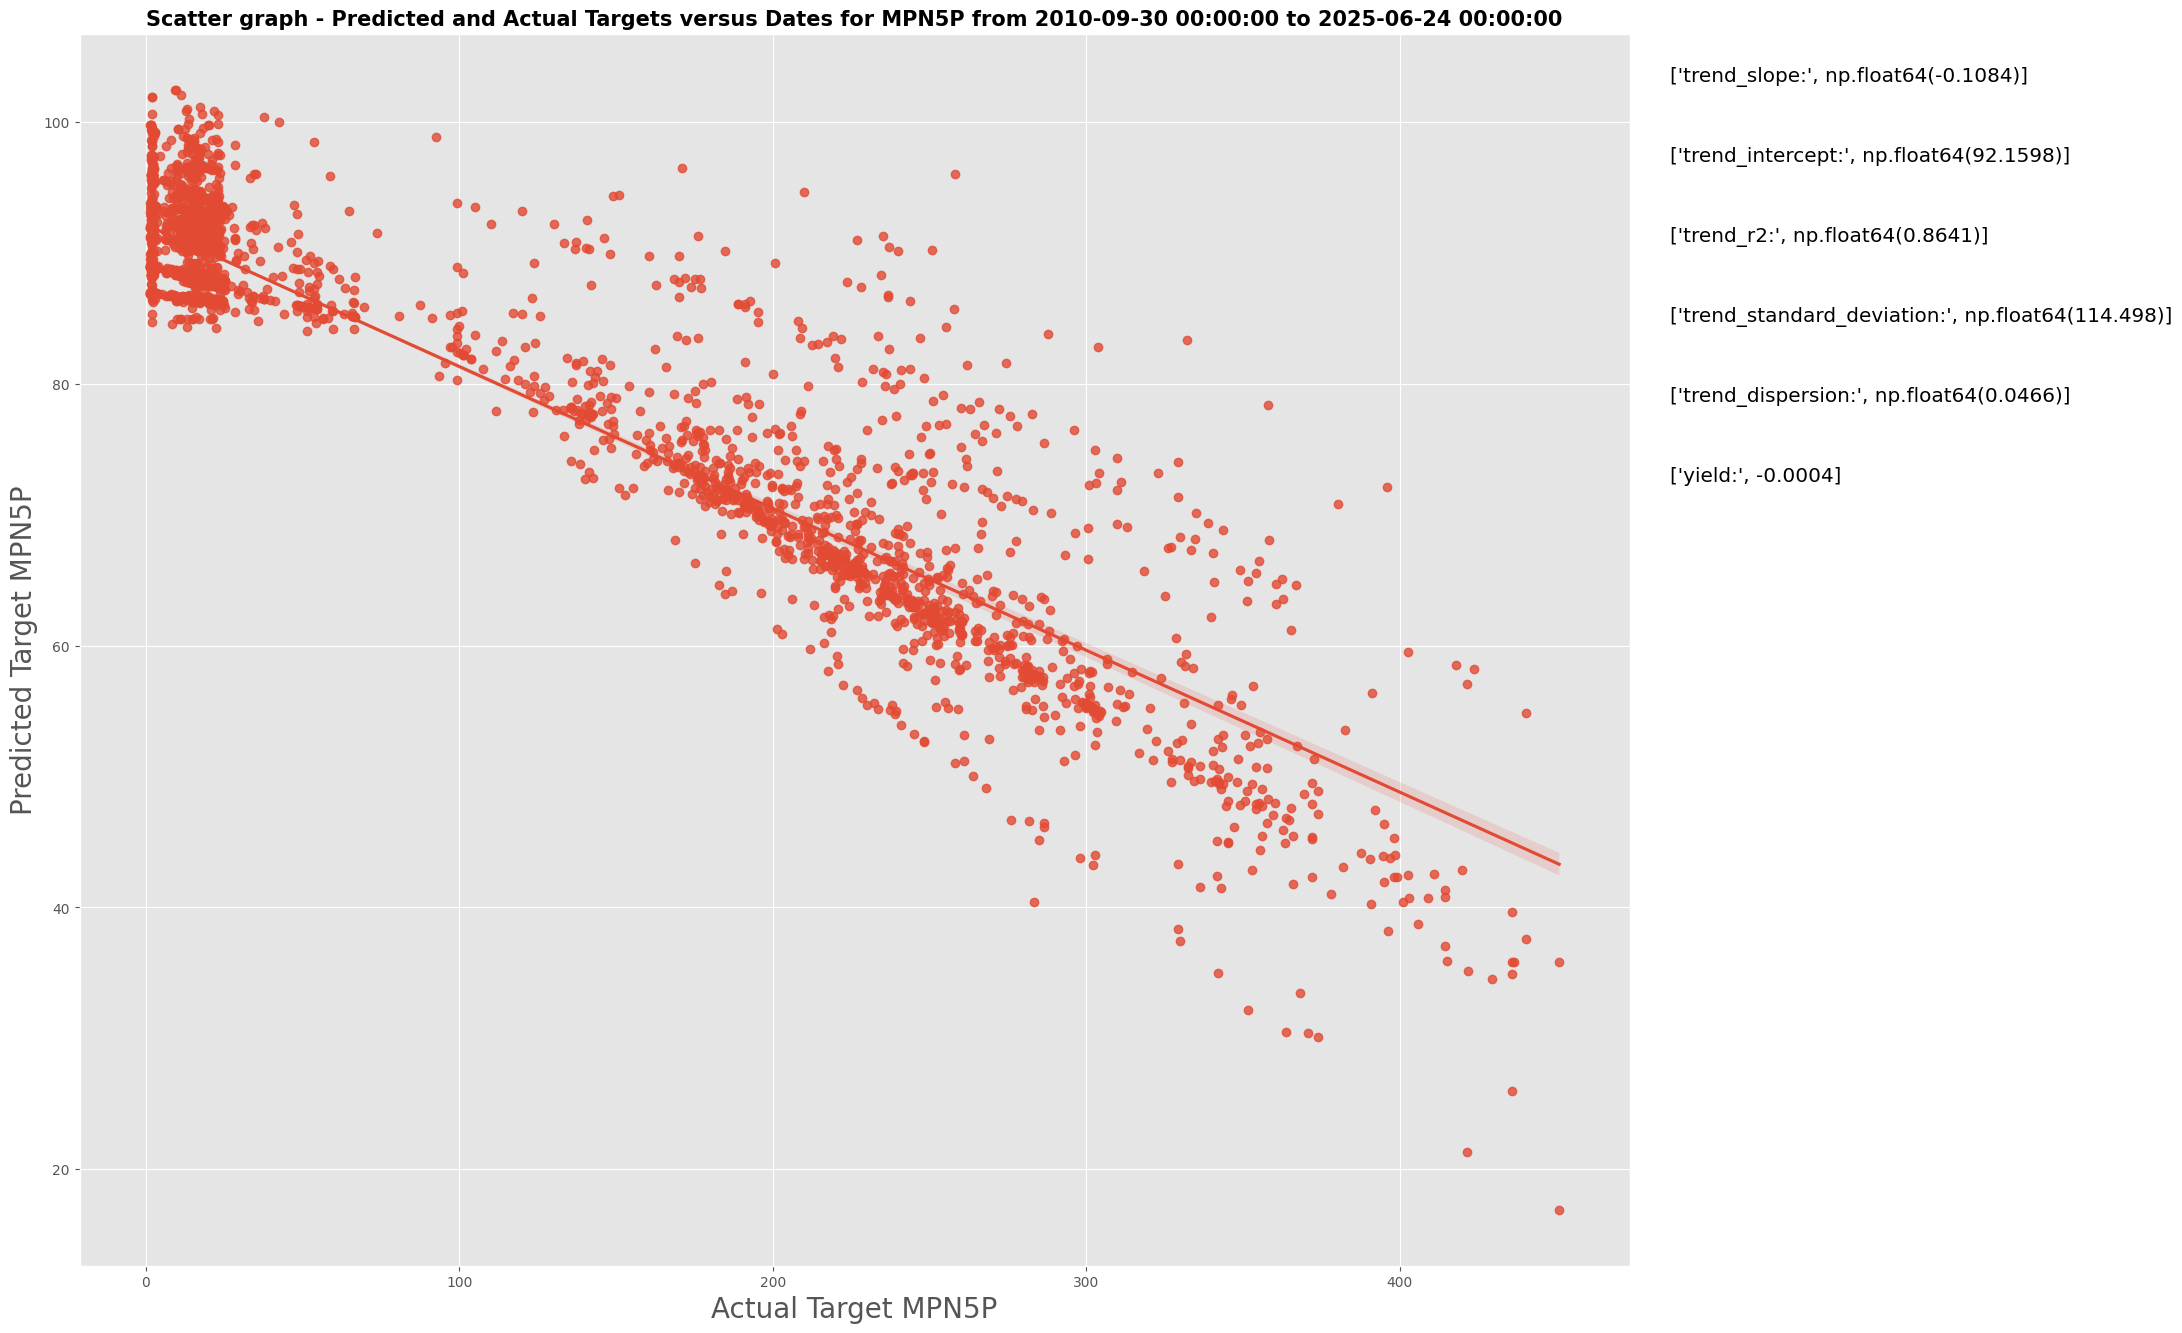 Scatter graph - Predicted and Actual Targets versus Dates for MPN5P from 2010-09-30 00:00:00 to 2025-06-24 00:00:00
['trend_slope:', np.float64(-0.1084)]
['trend_intercept:', np.float64(92.1598)]
['trend_r2:', np.float64(0.8641)]
['trend_standard_deviation:', np.float64(114.498)]
['trend_dispersion:', np.float64(0.0466)]
['yield:', -0.0004]
Predicted Target MPN5P
100
80
60
40
20
0 100 200 300 400
Actual Target MPN5P